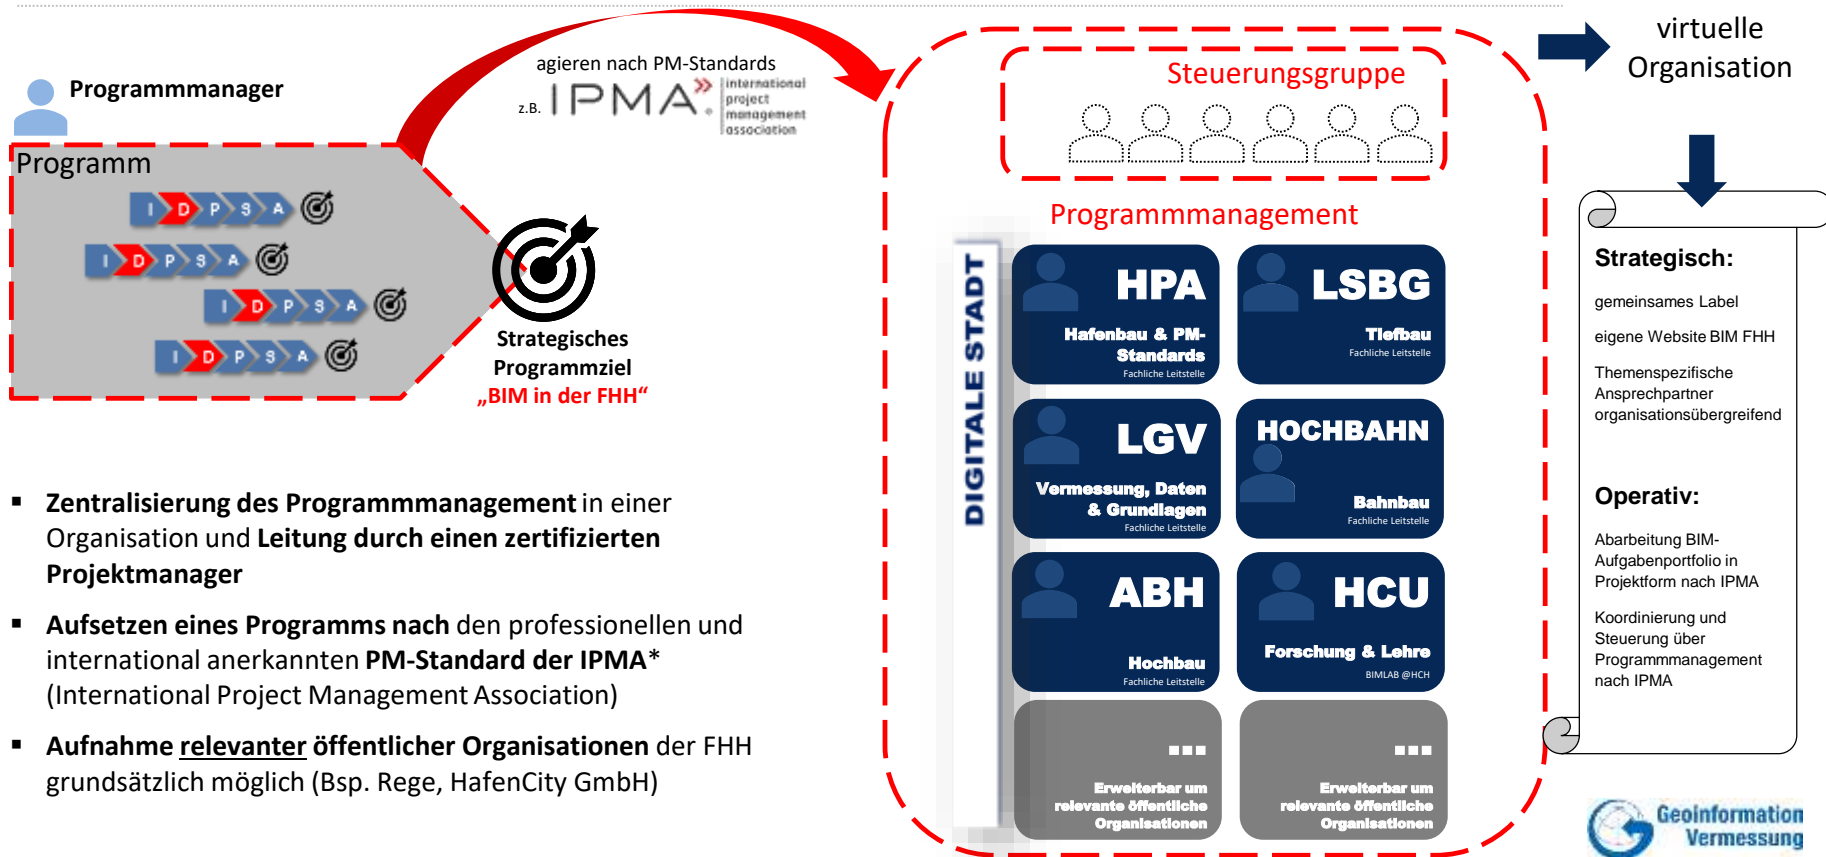 Programmmanager
Programm
I D P S A
I D P S A
I D P S A
I D P S A
Strategisches
Programmziel
„BIM in der FHH“
agieren nach PM-Standards
z.B. IPMA® international
project
management
association
▪ Zentralisierung des Programmmanagement in einer
Organisation und Leitung durch einen zertifizierten
Projektmanager
▪ Aufsetzen eines Programms nach den professionellen und
international anerkannten PM-Standard der IPMA*
(International Project Management Association)
▪ Aufnahme relevanter öffentlicher Organisationen der FHH
grundsätzlich möglich (Bsp. Rege, HafenCity GmbH)
Steuerungsgruppe
Programmmanagement
DIGITALE STADT
HPA
Hafenbau & PM-
Standards
Fachliche Leitstelle
LSBG
Tiefbau
Fachliche Leitstelle
LGV
Vermessung, Daten
& Grundlagen
Fachliche Leitstelle
HOCHBAHN
Bahnbau
Fachliche Leitstelle
ABH
Hochbau
Fachliche Leitstelle
HCU
Forschung & Lehre
BIMLAB @HCH
...
Erweiterbar um
relevante öffentliche
Organisationen
...
Erweiterbar um
relevante öffentliche
Organisationen
virtuelle
Organisation
Strategisch:
gemeinsames Label
eigene Website BIM FHH
Themenspezifische
Ansprechpartner
organisationsübergreifend
Operativ:
Abarbeitung BIM-
Aufgabenportfolio in
Projektform nach IPMA
Koordinierung und
Steuerung über
Programmmanagement
nach IPMA
Geoinformation
Vermessung